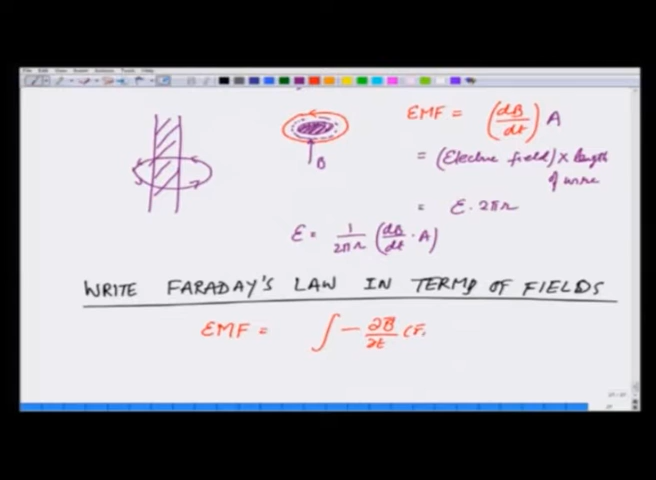 EMF = (dB/dt) A
B
= (Electric field) × length of wire
= ε . 2πr
ε = 1/2πr (dB/dt · A)
WRITE FARADAY'S LAW IN TERMS OF FIELDS
EMF = ∫ − ∂B̄/∂t (r̄,